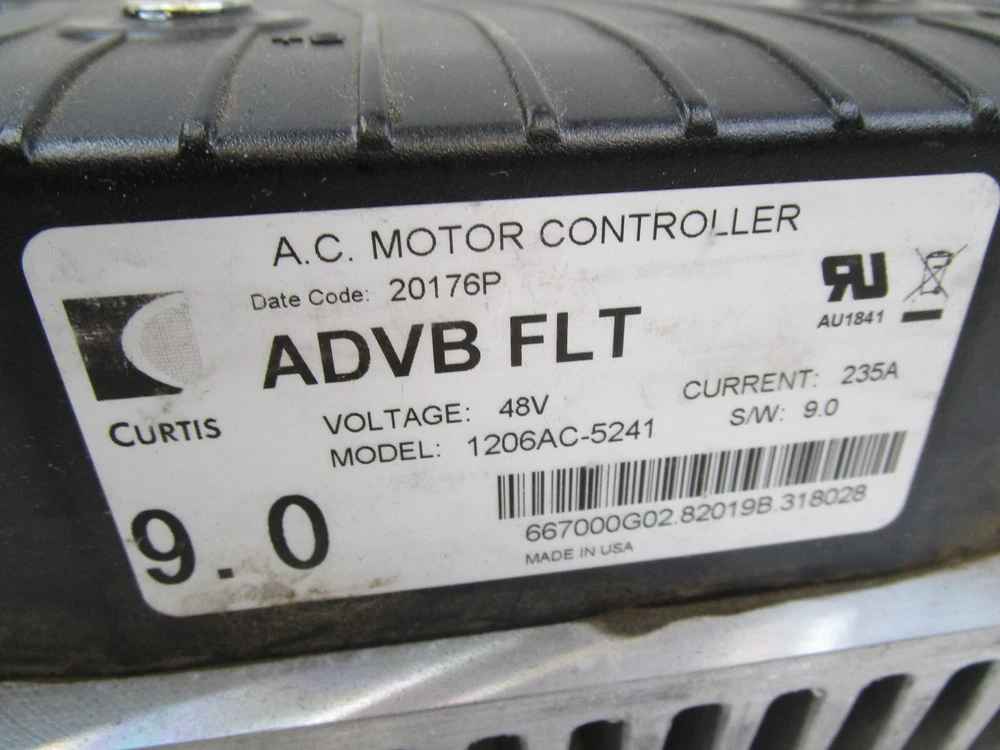 A.C. MOTOR CONTROLLER
Date Code: 20176P
ADVB FLT
AU1841
CURTIS
VOLTAGE: 48V
CURRENT: 235A
MODEL: 1206AC-5241
S/W: 9.0
9.0
667000G02.82019B.318028
MADE IN USA